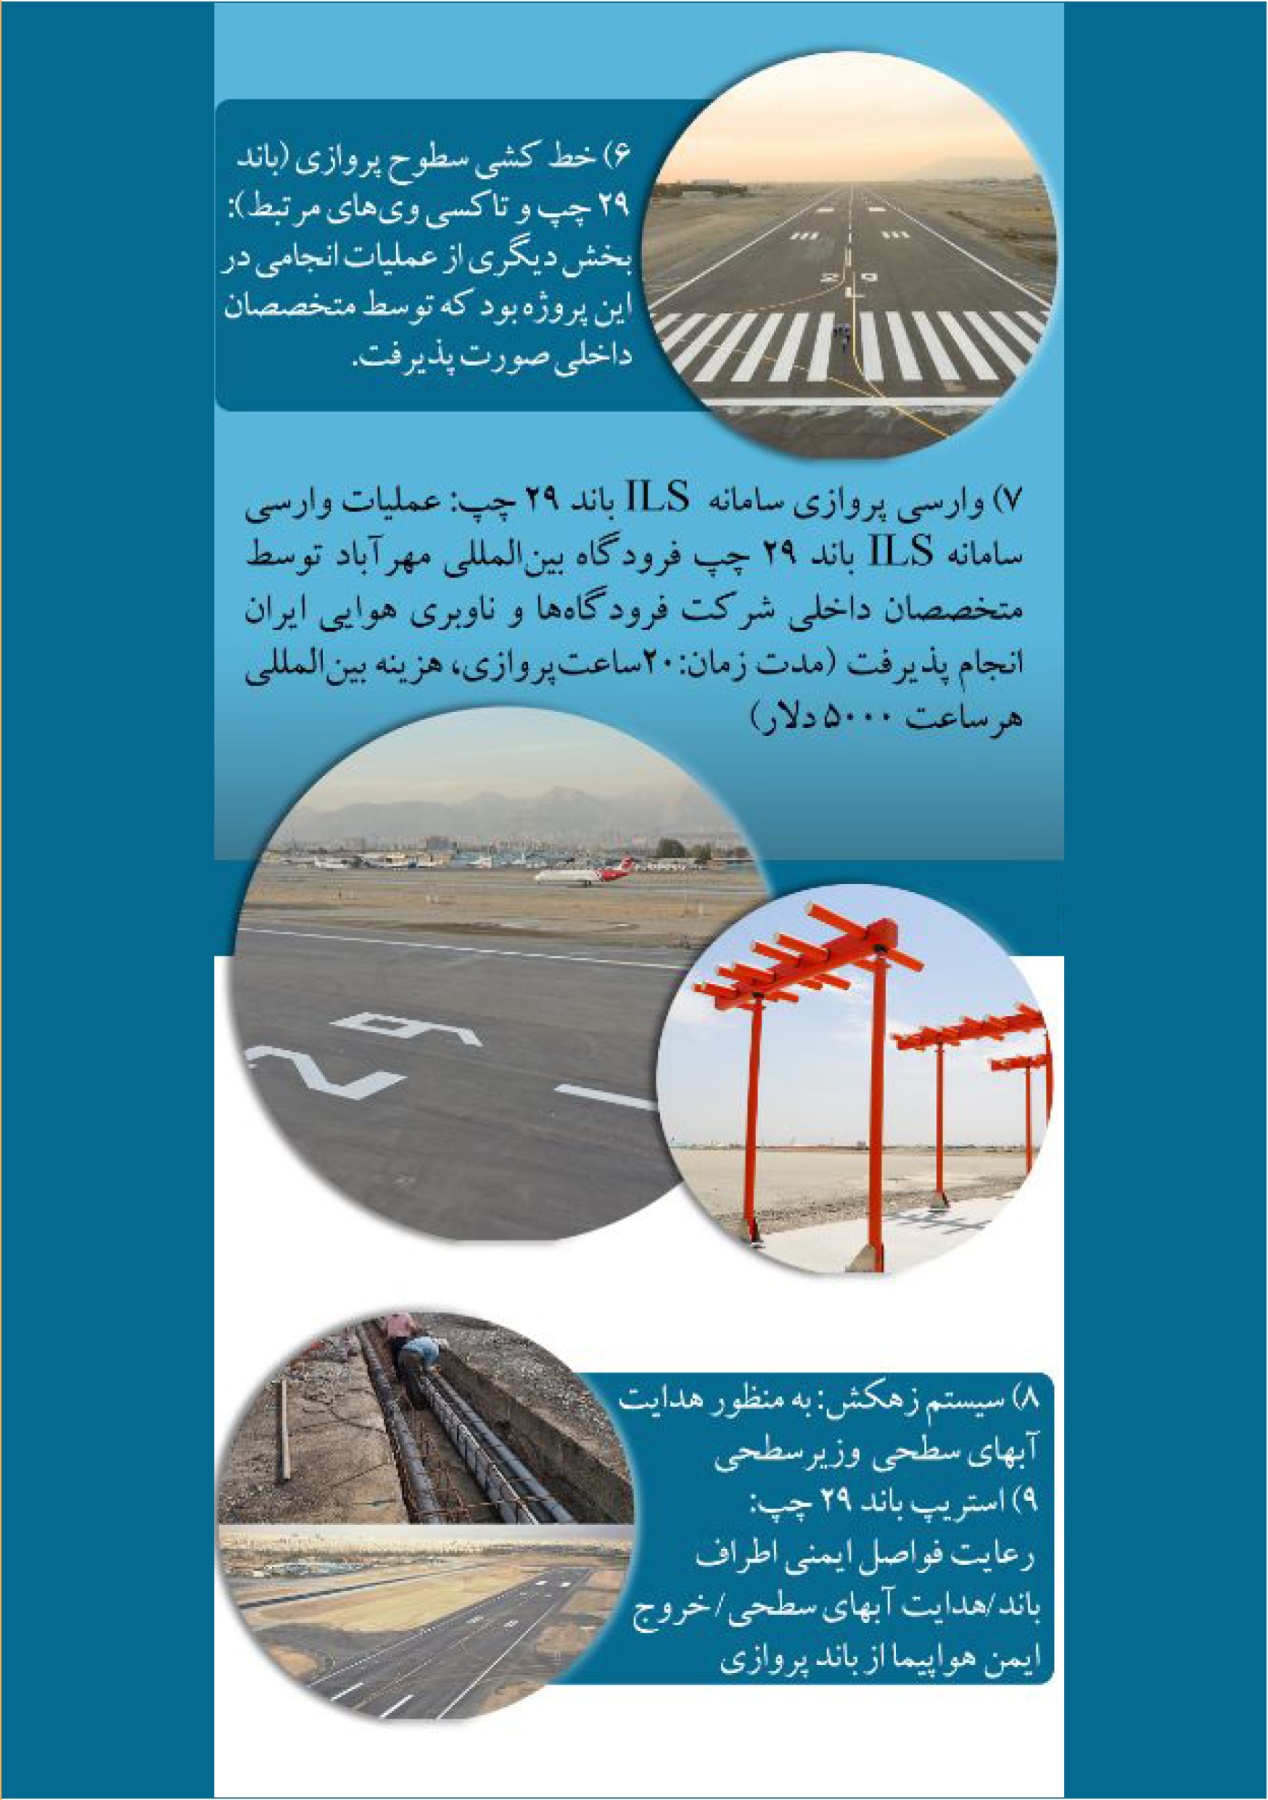 ۶) خط کشی سطوح پروازی (باند
۲۹ چپ و تاکسی وی‌های مرتبط):
بخش دیگری از عملیات انجامی در
این پروژه بود که توسط متخصصان
داخلی صورت پذیرفت.
29
L
۷) وارسی پروازی سامانه ILS باند ۲۹ چپ: عملیات وارسی
سامانه ILS باند ۲۹ چپ فرودگاه بین‌المللی مهرآباد توسط
متخصصان داخلی شرکت فرودگاه‌ها و ناوبری هوایی ایران
انجام پذیرفت (مدت زمان: ۲۰ساعت‌پروازی، هزینه بین‌المللی
هرساعت ۵۰۰۰ دلار)
29
۸) سیستم زهکش: به منظور هدایت
آبهای سطحی وزیرسطحی
۹) استریپ باند ۲۹ چپ:
رعایت فواصل ایمنی اطراف
باند/هدایت آبهای سطحی/خروج
ایمن هواپیما از باند پروازی